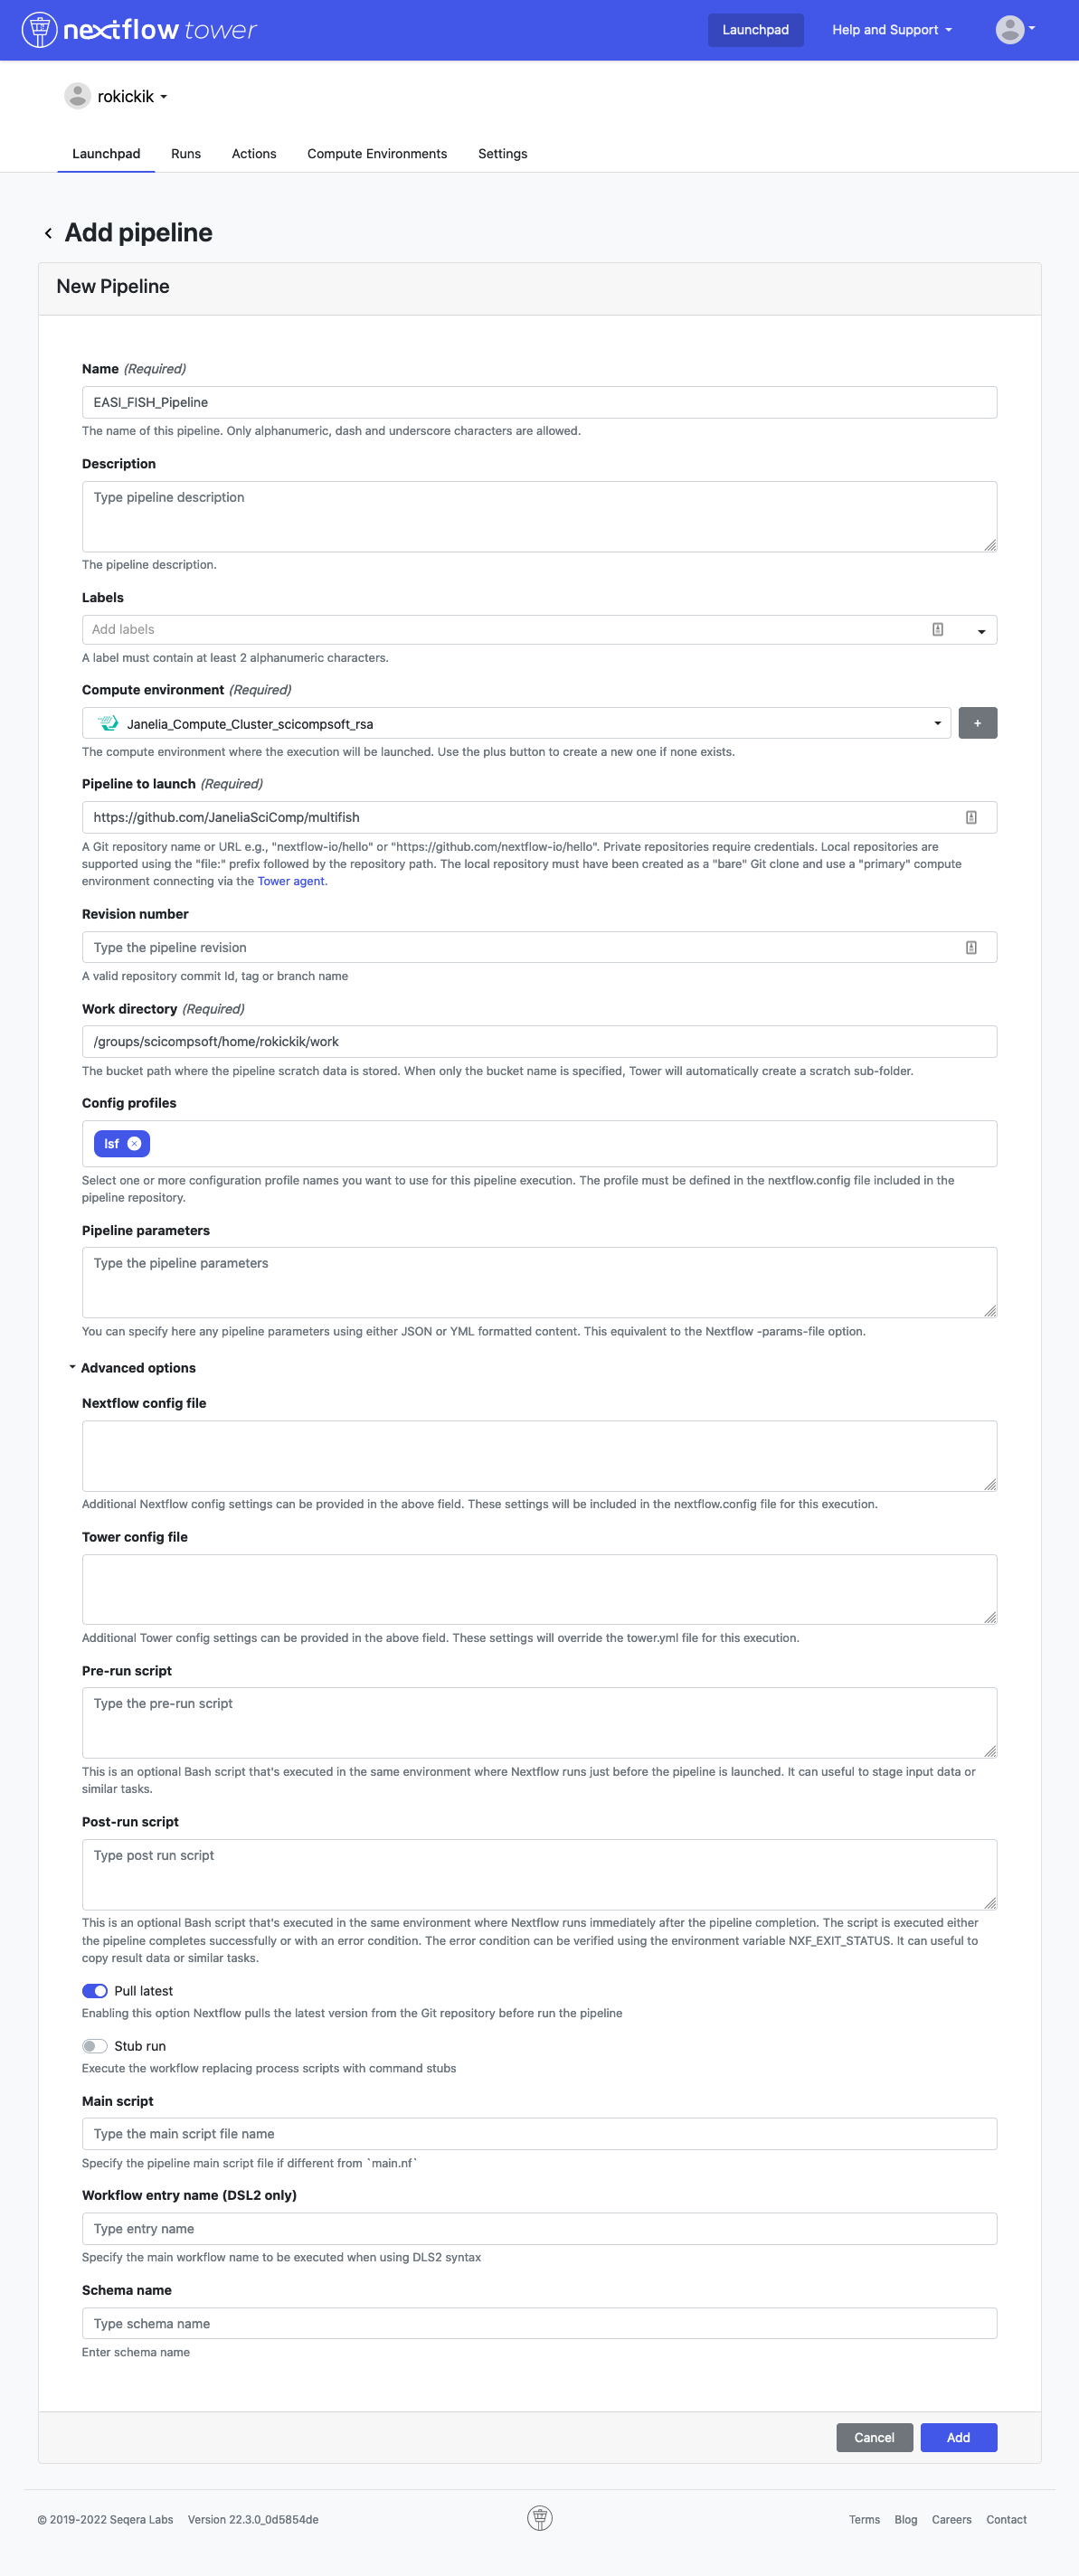 nextflow tower
Launchpad
Help and Support
rokickik
Launchpad
Runs
Actions
Compute Environments
Settings
Add pipeline
New Pipeline
Name (Required)
EASI_FISH_Pipeline
The name of this pipeline. Only alphanumeric, dash and underscore characters are allowed.
Description
Type pipeline description
The pipeline description.
Labels
Add labels
A label must contain at least 2 alphanumeric characters.
Compute environment (Required)
Janelia_Compute_Cluster_scicompsoft_rsa
+
The compute environment where the execution will be launched. Use the plus button to create a new one if none exists.
Pipeline to launch (Required)
https://github.com/JaneliaSciComp/multifish
A Git repository name or URL e.g., "nextflow-io/hello" or "https://github.com/nextflow-io/hello". Private repositories require credentials. Local repositories are
supported using the "file:" prefix followed by the repository path. The local repository must have been created as a "bare" Git clone and use a "primary" compute
environment connecting via the Tower agent.
Revision number
Type the pipeline revision
A valid repository commit Id, tag or branch name
Work directory (Required)
/groups/scicompsoft/home/rokickik/work
The bucket path where the pipeline scratch data is stored. When only the bucket name is specified, Tower will automatically create a scratch sub-folder.
Config profiles
lsf
Select one or more configuration profile names you want to use for this pipeline execution. The profile must be defined in the nextflow.config file included in the
pipeline repository.
Pipeline parameters
Type the pipeline parameters
You can specify here any pipeline parameters using either JSON or YML formatted content. This equivalent to the Nextflow -params-file option.
Advanced options
Nextflow config file
Additional Nextflow config settings can be provided in the above field. These settings will be included in the nextflow.config file for this execution.
Tower config file
Additional Tower config settings can be provided in the above field. These settings will override the tower.yml file for this execution.
Pre-run script
Type the pre-run script
This is an optional Bash script that's executed in the same environment where Nextflow runs just before the pipeline is launched. It can useful to stage input data or
similar tasks.
Post-run script
Type post run script
This is an optional Bash script that's executed in the same environment where Nextflow runs immediately after the pipeline completion. The script is executed either
the pipeline completes successfully or with an error condition. The error condition can be verified using the environment variable NXF_EXIT_STATUS. It can useful to
copy result data or similar tasks.
Pull latest
Enabling this option Nextflow pulls the latest version from the Git repository before run the pipeline
Stub run
Execute the workflow replacing process scripts with command stubs
Main script
Type the main script file name
Specify the pipeline main script file if different from `main.nf`
Workflow entry name (DSL2 only)
Type entry name
Specify the main workflow name to be executed when using DLS2 syntax
Schema name
Type schema name
Enter schema name
Cancel
Add
© 2019-2022 Seqera Labs
Version 22.3.0_0d5854de
Terms
Blog
Careers
Contact